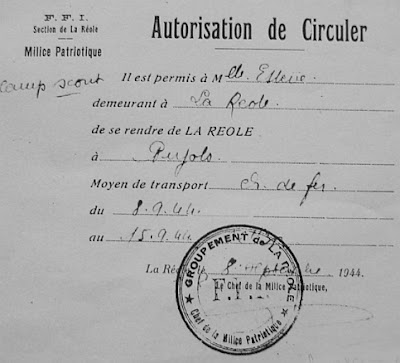 F. F. I.
Section de La Réole
Milice Patriotique
Autorisation de Circuler
camp scout
Il est permis à Melle Esteve
demeurant à La Reole
de se rendre de LA REOLE
à Pujols
Moyen de transport Ch. de fer
du 8.9.44
au 15.9.44
La Réole, 8 septembre 1944.
Le Chef de la Milice Patriotique,
GROUPEMENT de LA REOLE
F.F.I.
Chef de la Milice Patriotique